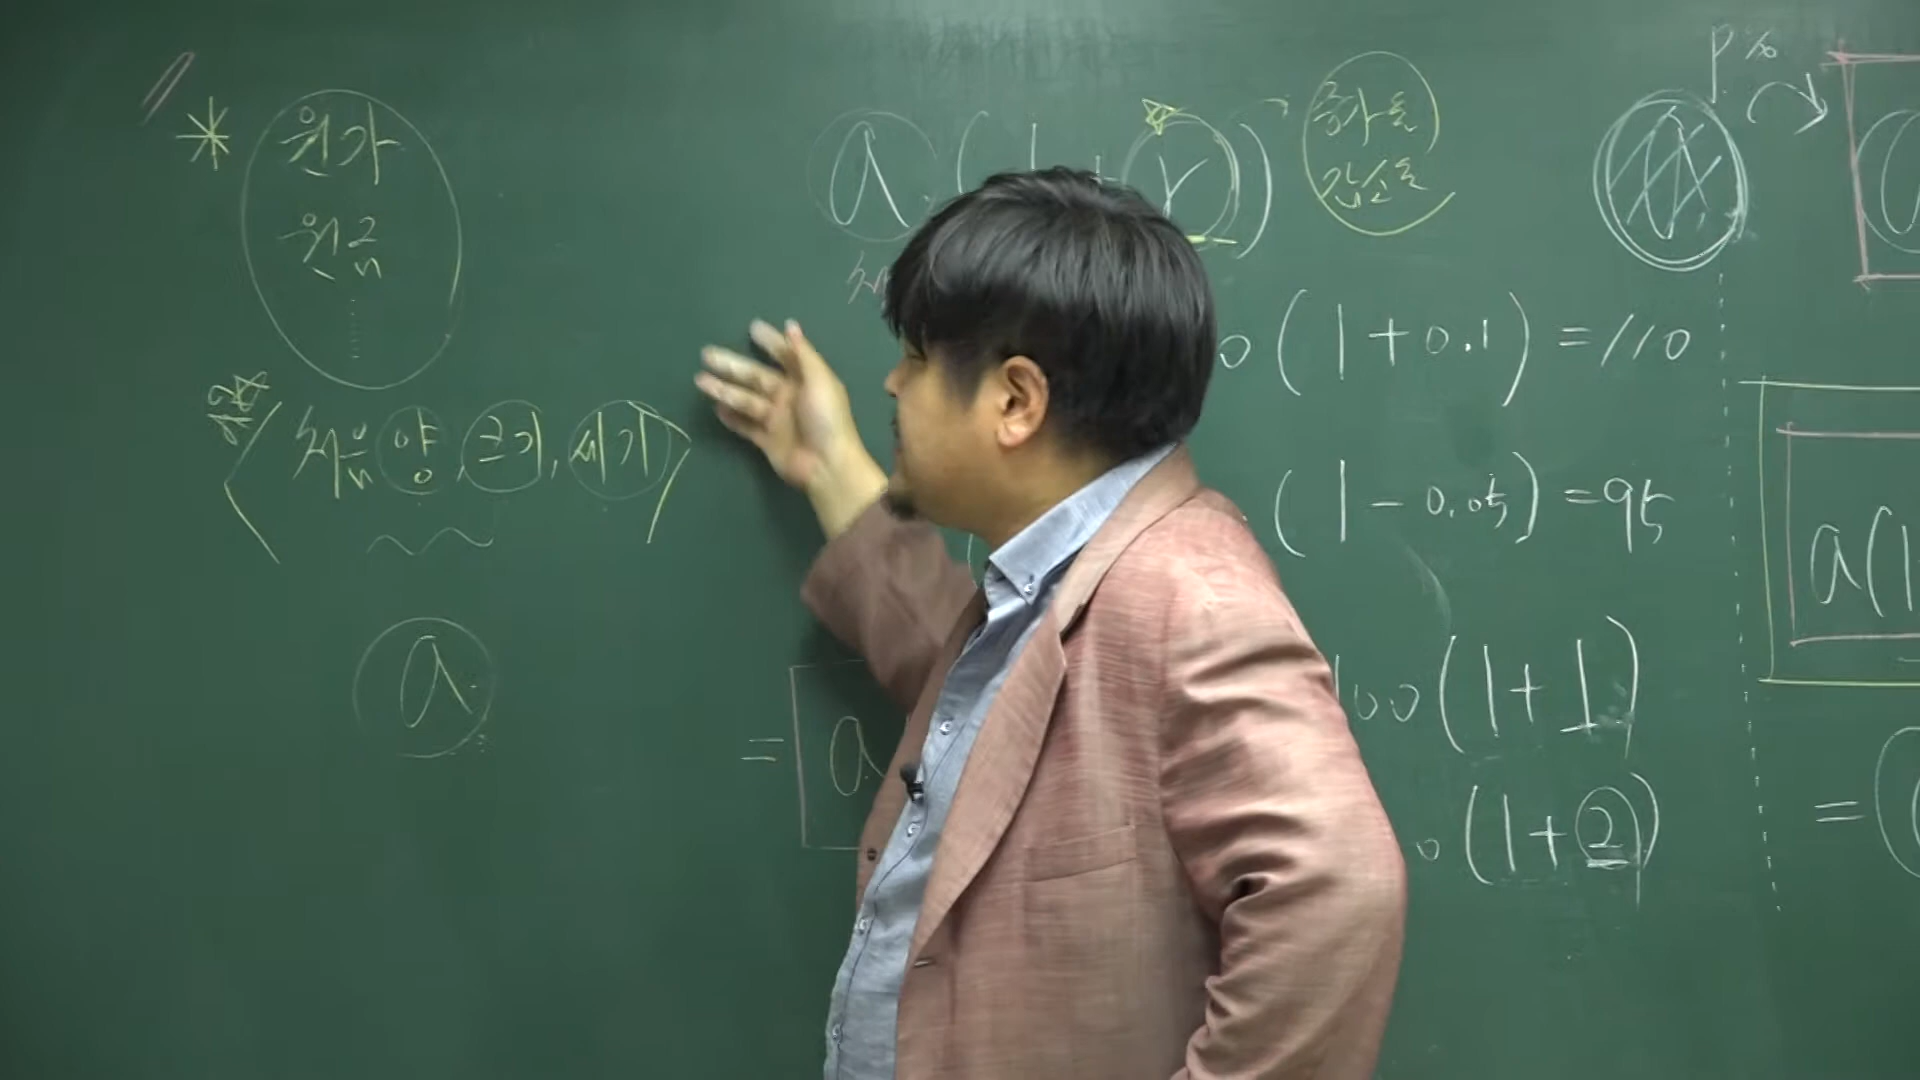 원가
원금
처음 양, 크기, 세기
a
a (1 + r)
증가율
감소율
0 (1 + 0.1) = 110
(1 - 0.05) = 95
100 (1 + 1)
0 (1 + 2)
= a
P %
A
a(1
=